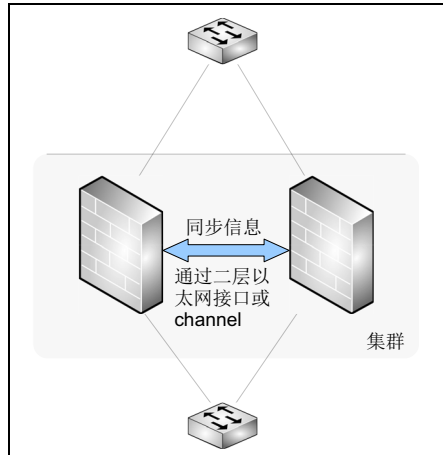 同步信息
通过二层以
太网接口或
channel
集群